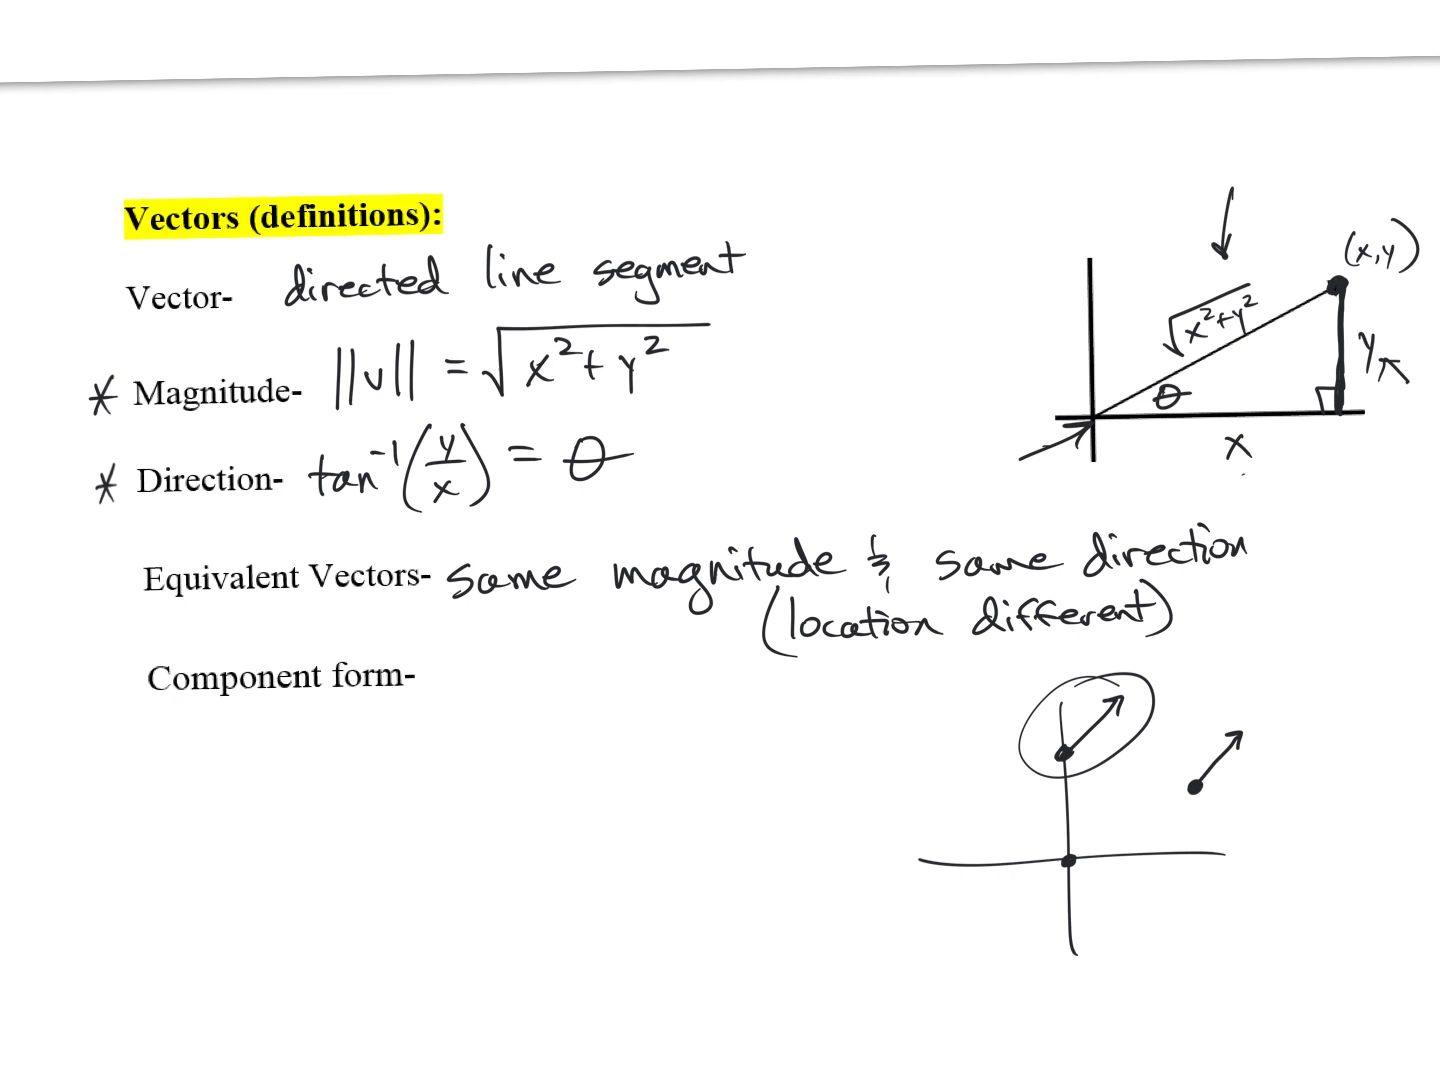 Vectors (definitions):
Vector- directed line segment
* Magnitude- ||v|| = √x²+y²
* Direction- tan⁻¹(y/x) = θ
Equivalent Vectors- same magnitude & same direction
(location different)
Component form-
(x,y)
√x²+y²
y
θ
x